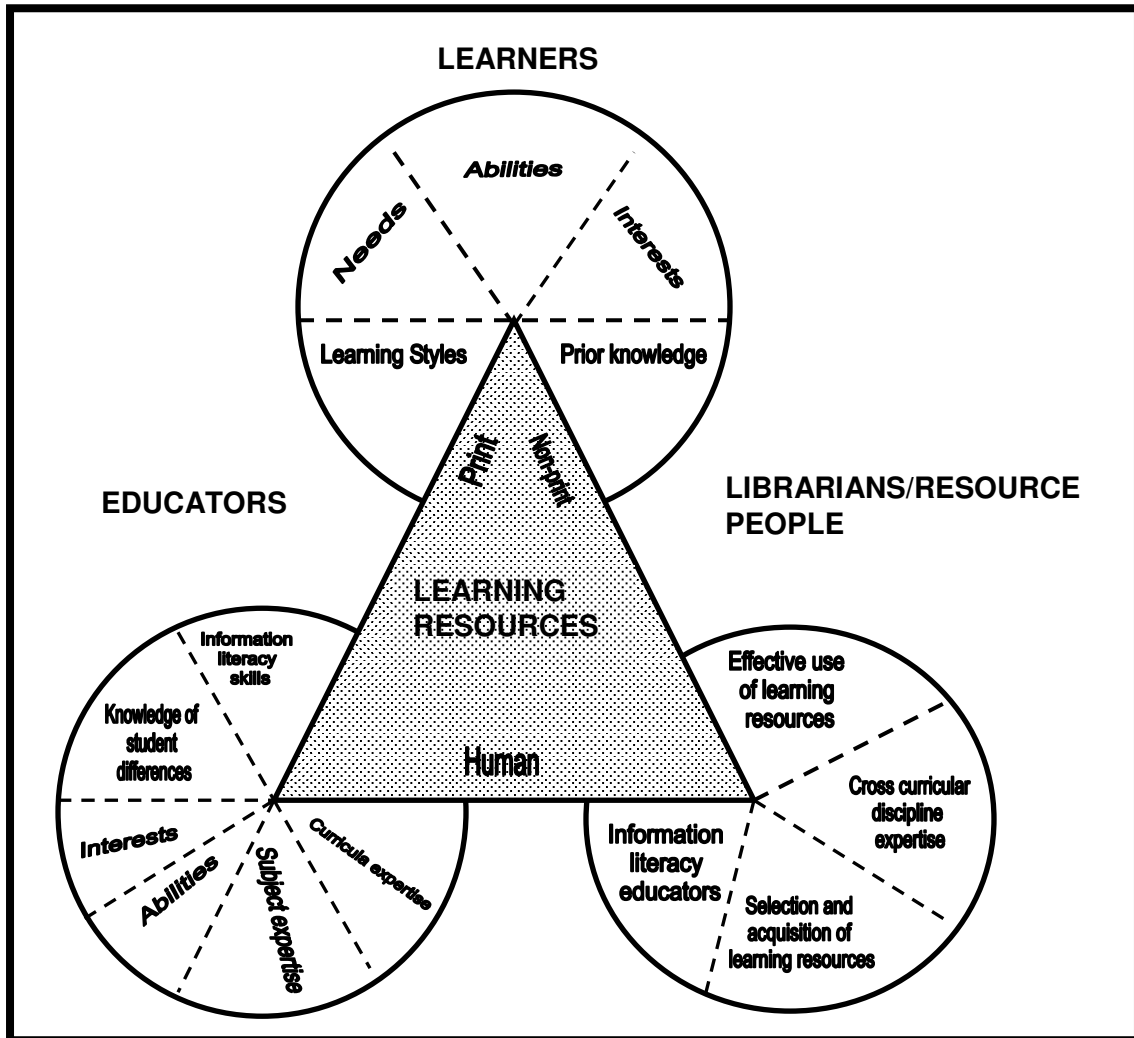 LEARNERS
Abilities
Needs
Interests
Learning Styles
Prior knowledge
Print
Non-print
EDUCATORS
LIBRARIANS/RESOURCE
PEOPLE
LEARNING
RESOURCES
Human
Information
literacy
skills
Knowledge of
student
differences
Interests
Abilities
Subject expertise
Curricula expertise
Effective use
of learning
resources
Cross curricular
discipline
expertise
Information
literacy
educators
Selection and
acquisition of
learning resources